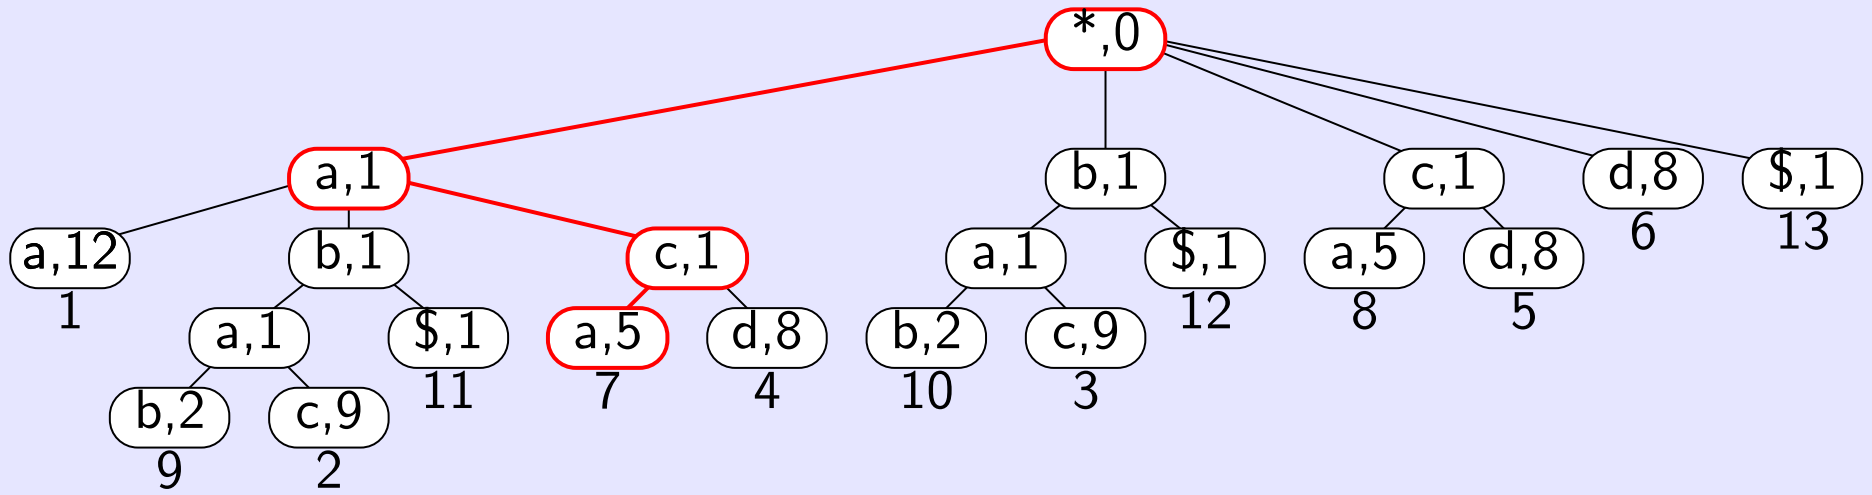 *,0
a,1 b,1 c,1 d,8 $,1
6 13
a,12 b,1 c,1 a,1 $,1 a,5 d,8
1 12 8 5
a,1 $,1 a,5 d,8 b,2 c,9
11 7 4 10 3
b,2 c,9
9 2